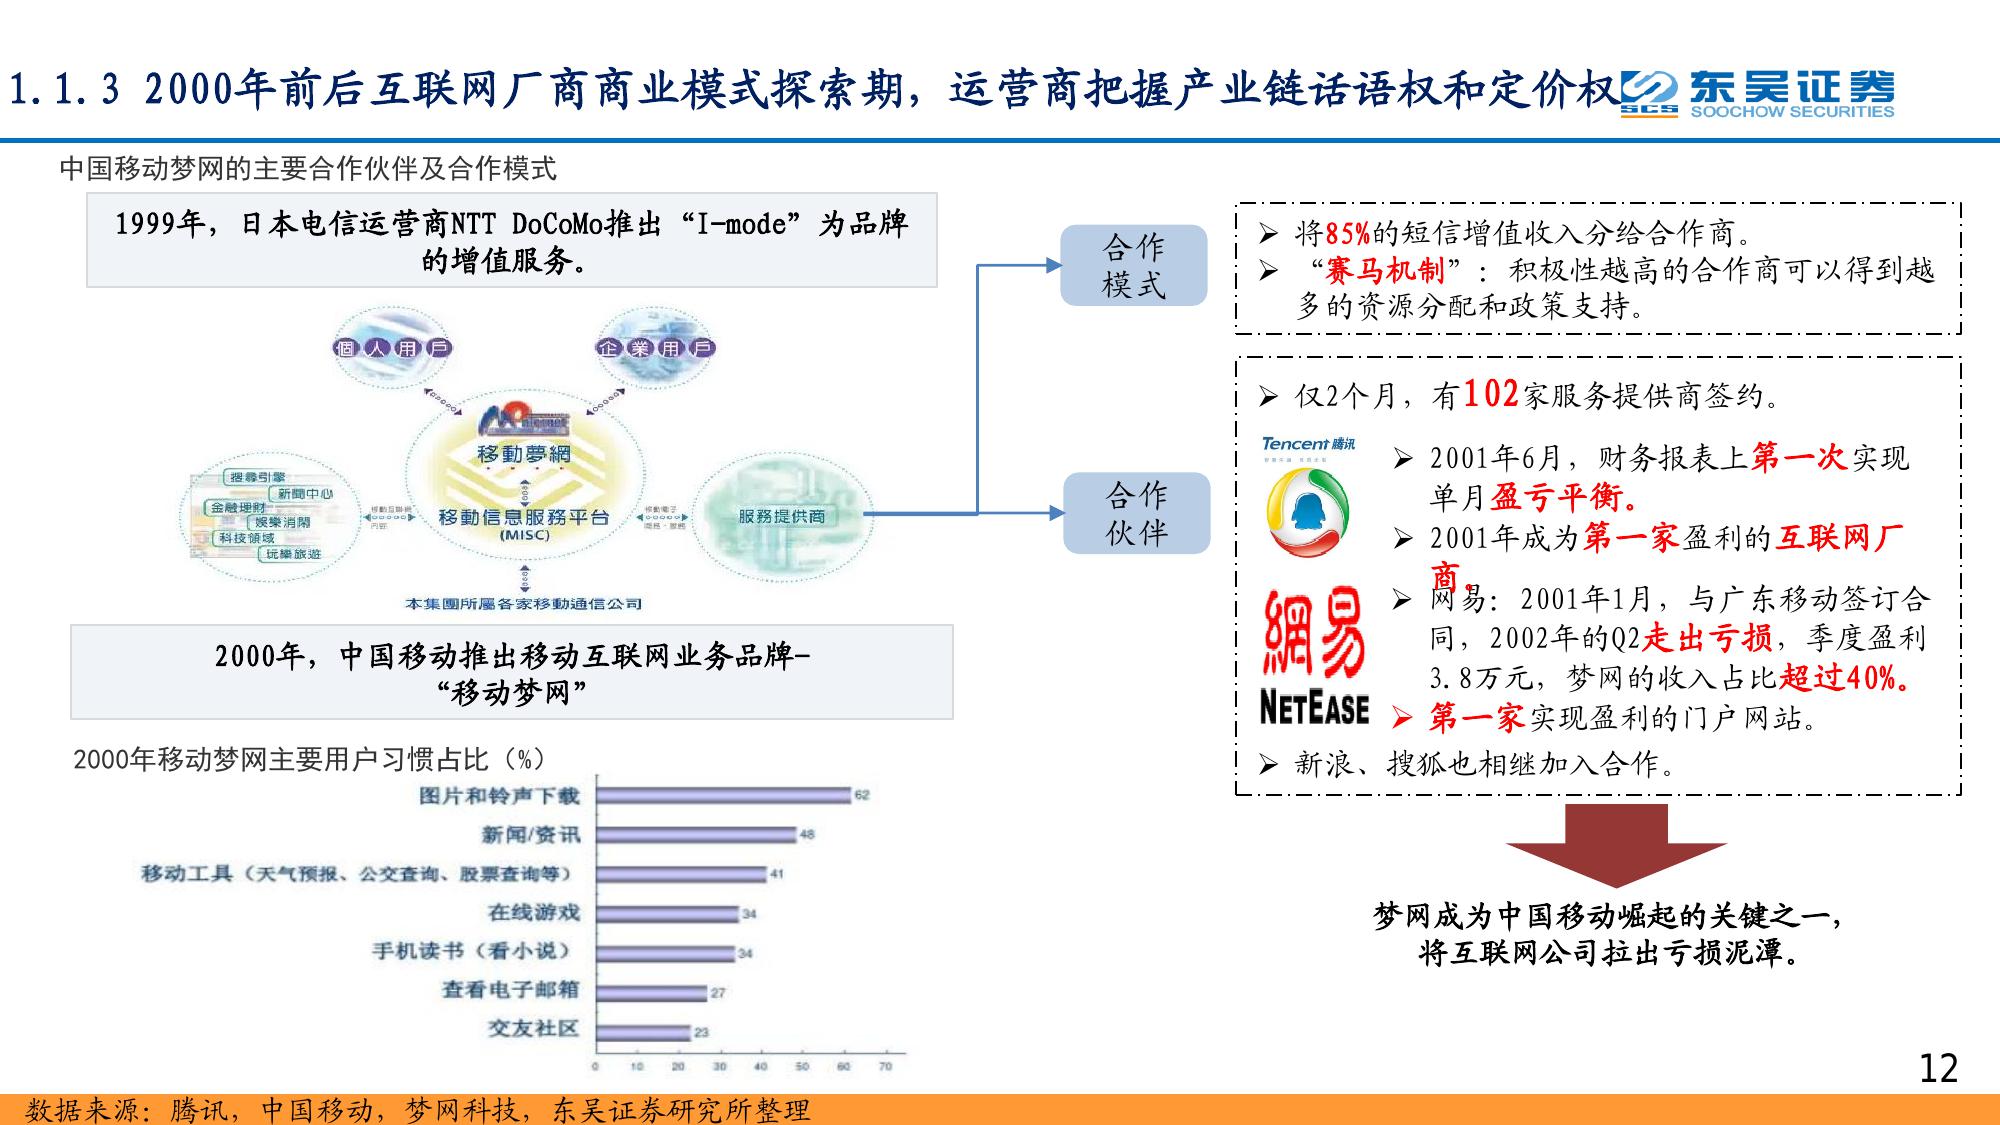 1.1.3 2000年前后互联网厂商商业模式探索期，运营商把握产业链话语权和定价权
SCS
东吴证券
SOOCHOW SECURITIES
中国移动梦网的主要合作伙伴及合作模式
1999年，日本电信运营商NTT DoCoMo推出“I-mode”为品牌
的增值服务。
個人用戶
企業用戶
移動夢網
搜尋引擎
新聞中心
金融理財
娛樂消閒
科技領域
玩樂旅遊
移動信息服務平台
(MISC)
服務提供商
本集團所屬各家移動通信公司
2000年，中国移动推出移动互联网业务品牌—
“移动梦网”
合作
模式
➢ 将85%的短信增值收入分给合作商。
➢ “赛马机制”：积极性越高的合作商可以得到越
多的资源分配和政策支持。
合作
伙伴
➢ 仅2个月，有102家服务提供商签约。
Tencent 腾讯
➢ 2001年6月，财务报表上第一次实现
单月盈亏平衡。
➢ 2001年成为第一家盈利的互联网厂
商。
網易
NETEASE
➢ 网易：2001年1月，与广东移动签订合
同，2002年的Q2走出亏损，季度盈利
3.8万元，梦网的收入占比超过40%。
➢ 第一家实现盈利的门户网站。
➢ 新浪、搜狐也相继加入合作。
梦网成为中国移动崛起的关键之一，
将互联网公司拉出亏损泥潭。
2000年移动梦网主要用户习惯占比（%）
图片和铃声下载 62
新闻/资讯 48
移动工具（天气预报、公交查询、股票查询等） 41
在线游戏 34
手机读书（看小说） 34
查看电子邮箱 27
交友社区 23
0 10 20 30 40 50 60 70
12
数据来源：腾讯，中国移动，梦网科技，东吴证券研究所整理